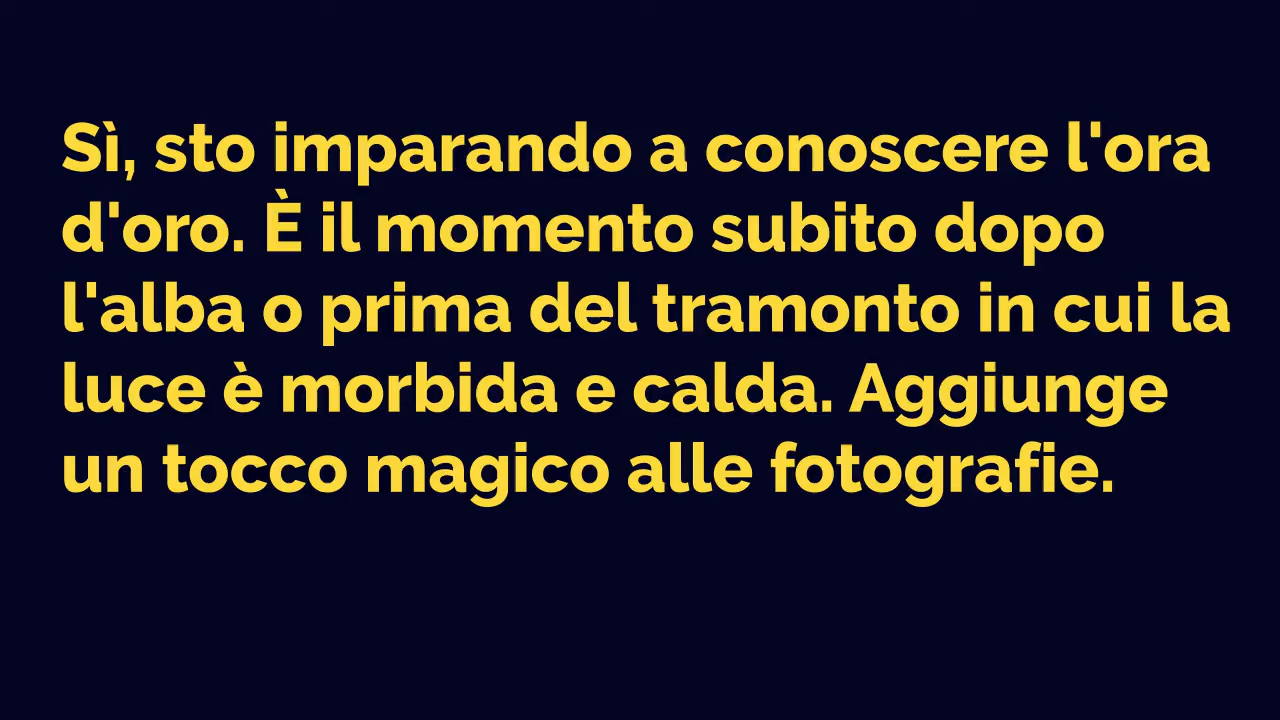 Sì, sto imparando a conoscere l'ora
d'oro. È il momento subito dopo
l'alba o prima del tramonto in cui la
luce è morbida e calda. Aggiunge
un tocco magico alle fotografie.